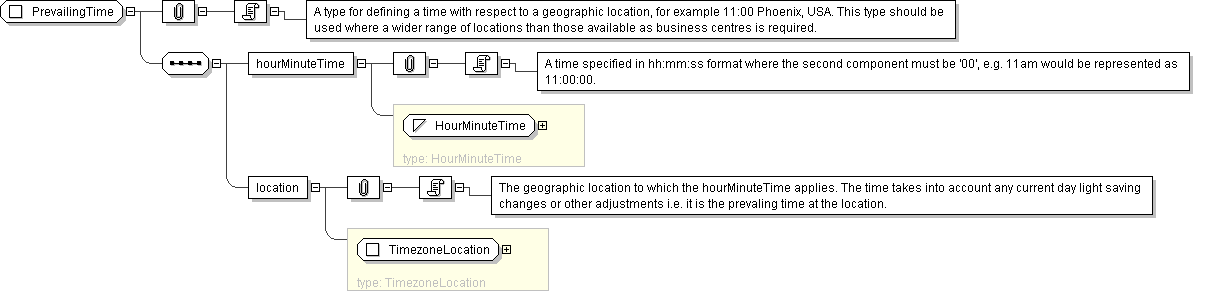 PrevailingTime
A type for defining a time with respect to a geographic location, for example 11:00 Phoenix, USA. This type should be
used where a wider range of locations than those available as business centres is required.
hourMinuteTime
A time specified in hh:mm:ss format where the second component must be '00', e.g. 11am would be represented as
11:00:00.
HourMinuteTime
type: HourMinuteTime
location
The geographic location to which the hourMinuteTime applies. The time takes into account any current day light saving
changes or other adjustments i.e. it is the prevaling time at the location.
TimezoneLocation
type: TimezoneLocation